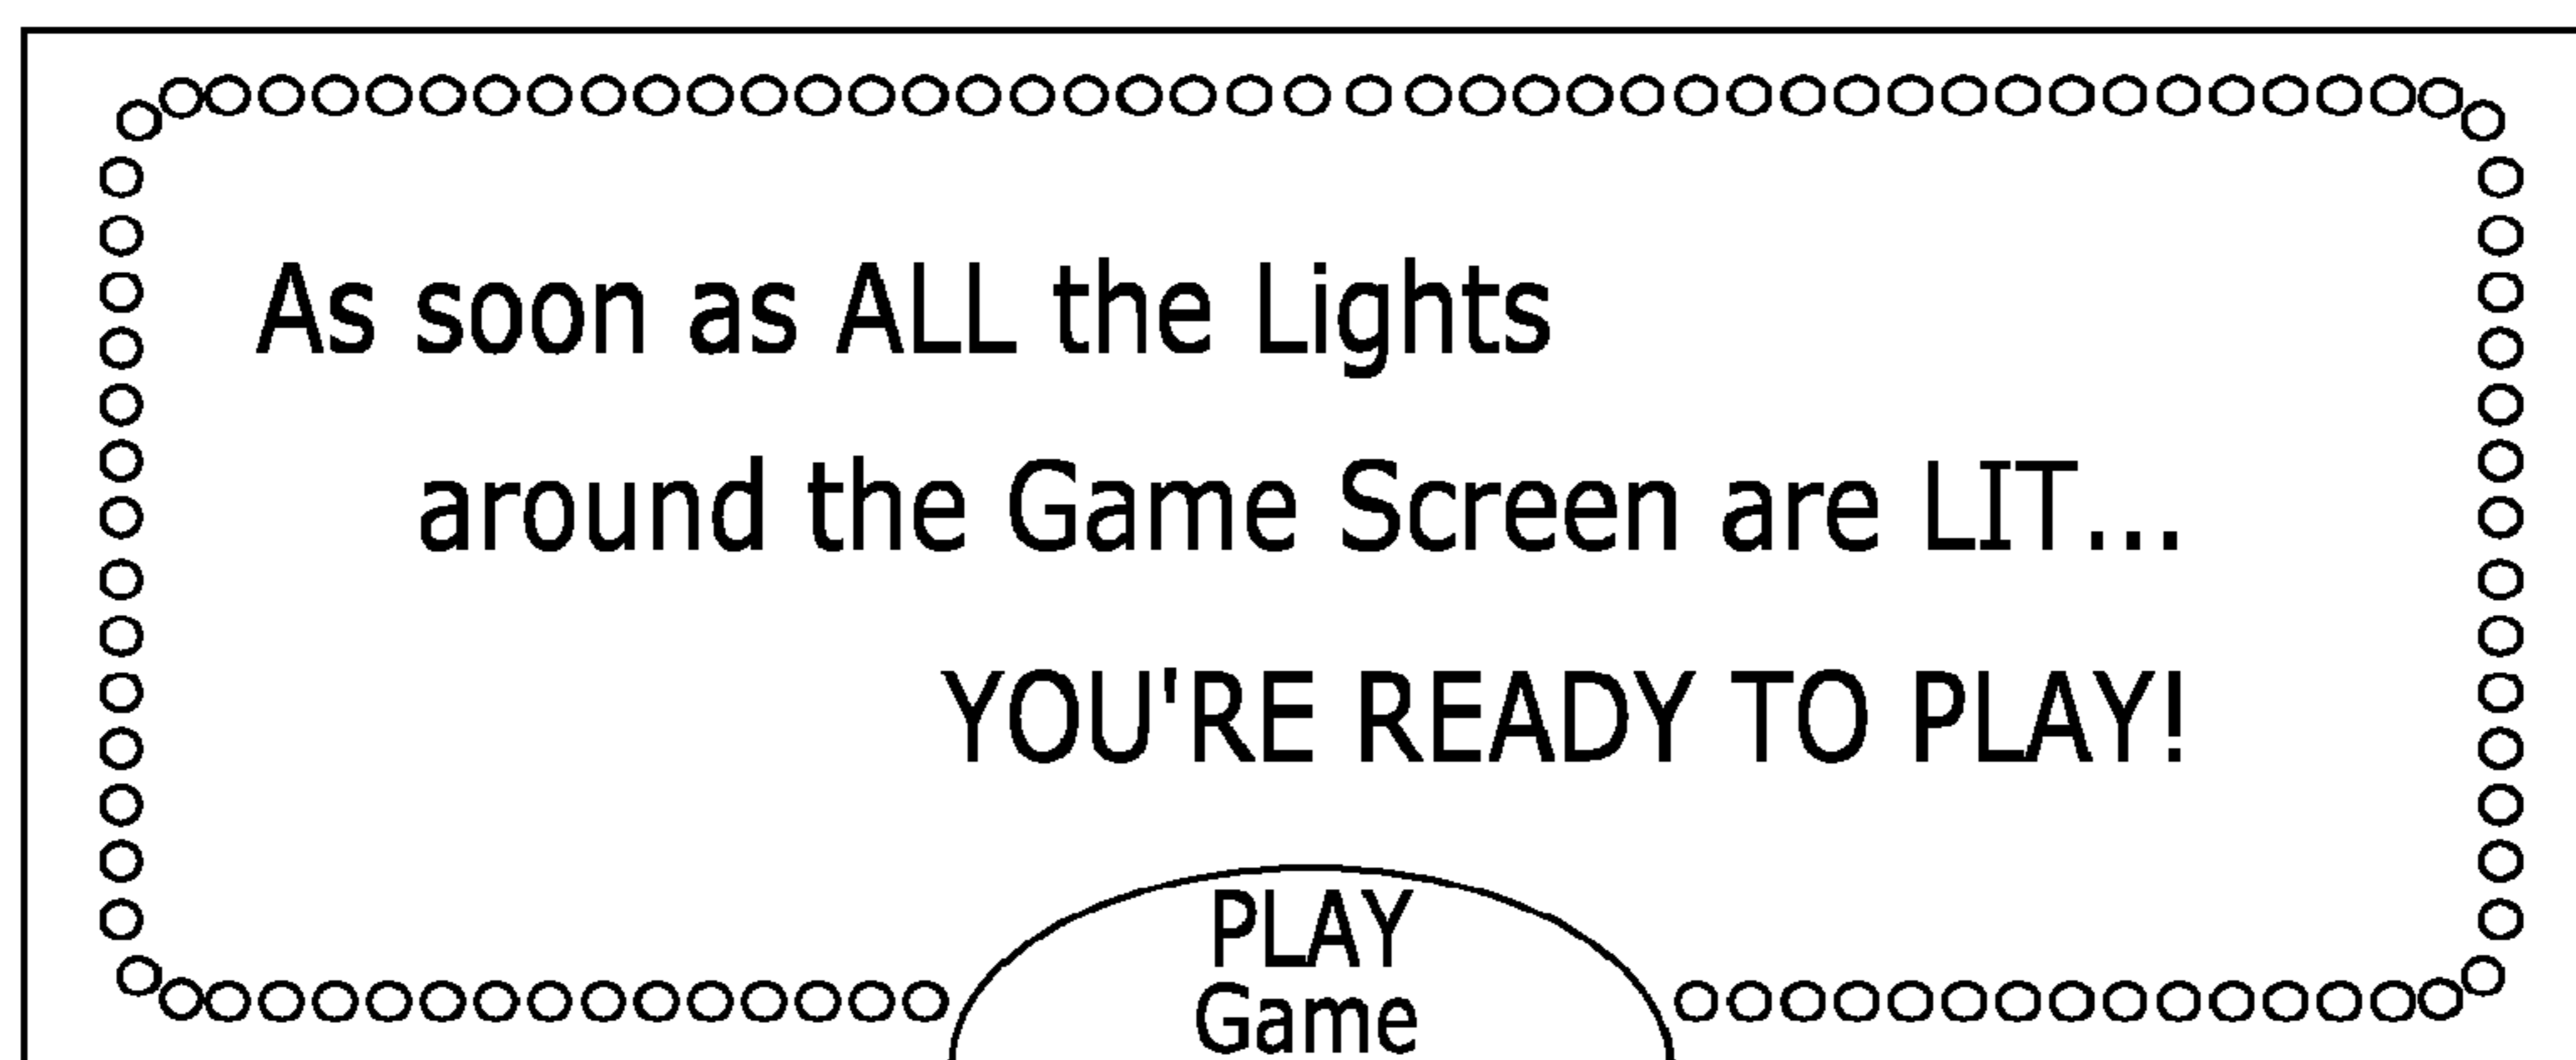 As soon as ALL the Lights
around the Game Screen are LIT...
YOU'RE READY TO PLAY!
PLAY
Game